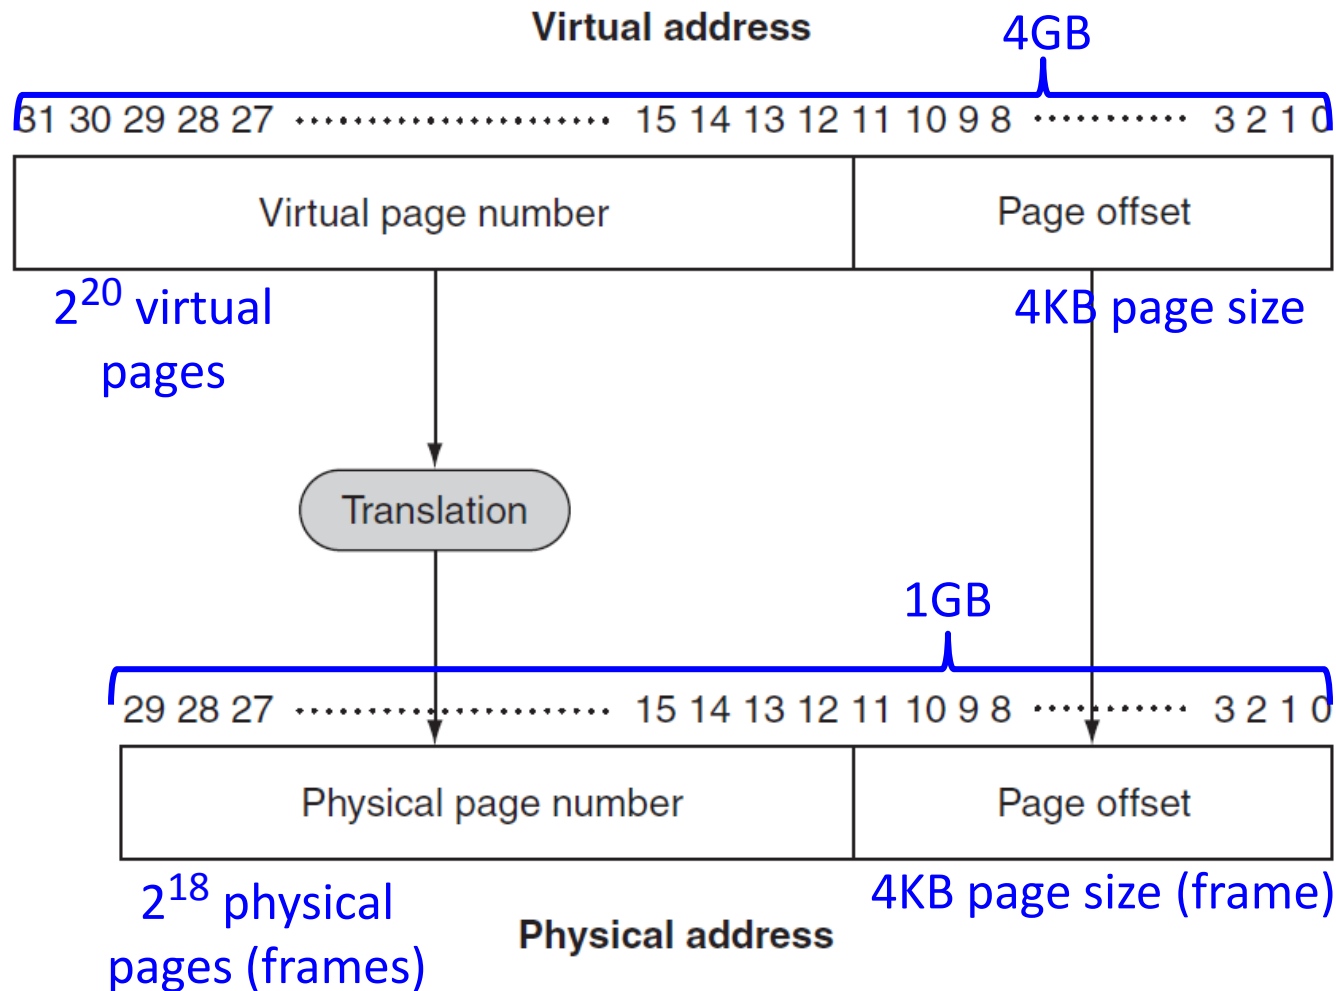 Virtual address
4GB
31 30 29 28 27 ..................... 15 14 13 12 11 10 9 8 ........... 3 2 1 0
Virtual page number Page offset
2^20 virtual
pages
4KB page size
Translation
1GB
29 28 27 ..................... 15 14 13 12 11 10 9 8 ........... 3 2 1 0
Physical page number Page offset
2^18 physical
pages (frames)
4KB page size (frame)
Physical address